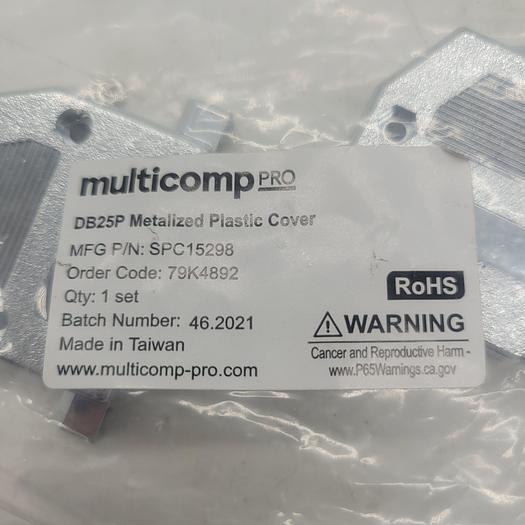 multicomp PRO
DB25P Metalized Plastic Cover
MFG P/N: SPC15298
Order Code: 79K4892
Qty: 1 set
Batch Number: 46.2021
Made in Taiwan
www.multicomp-pro.com
RoHS
⚠WARNING
Cancer and Reproductive Harm -
www.P65Warnings.ca.gov